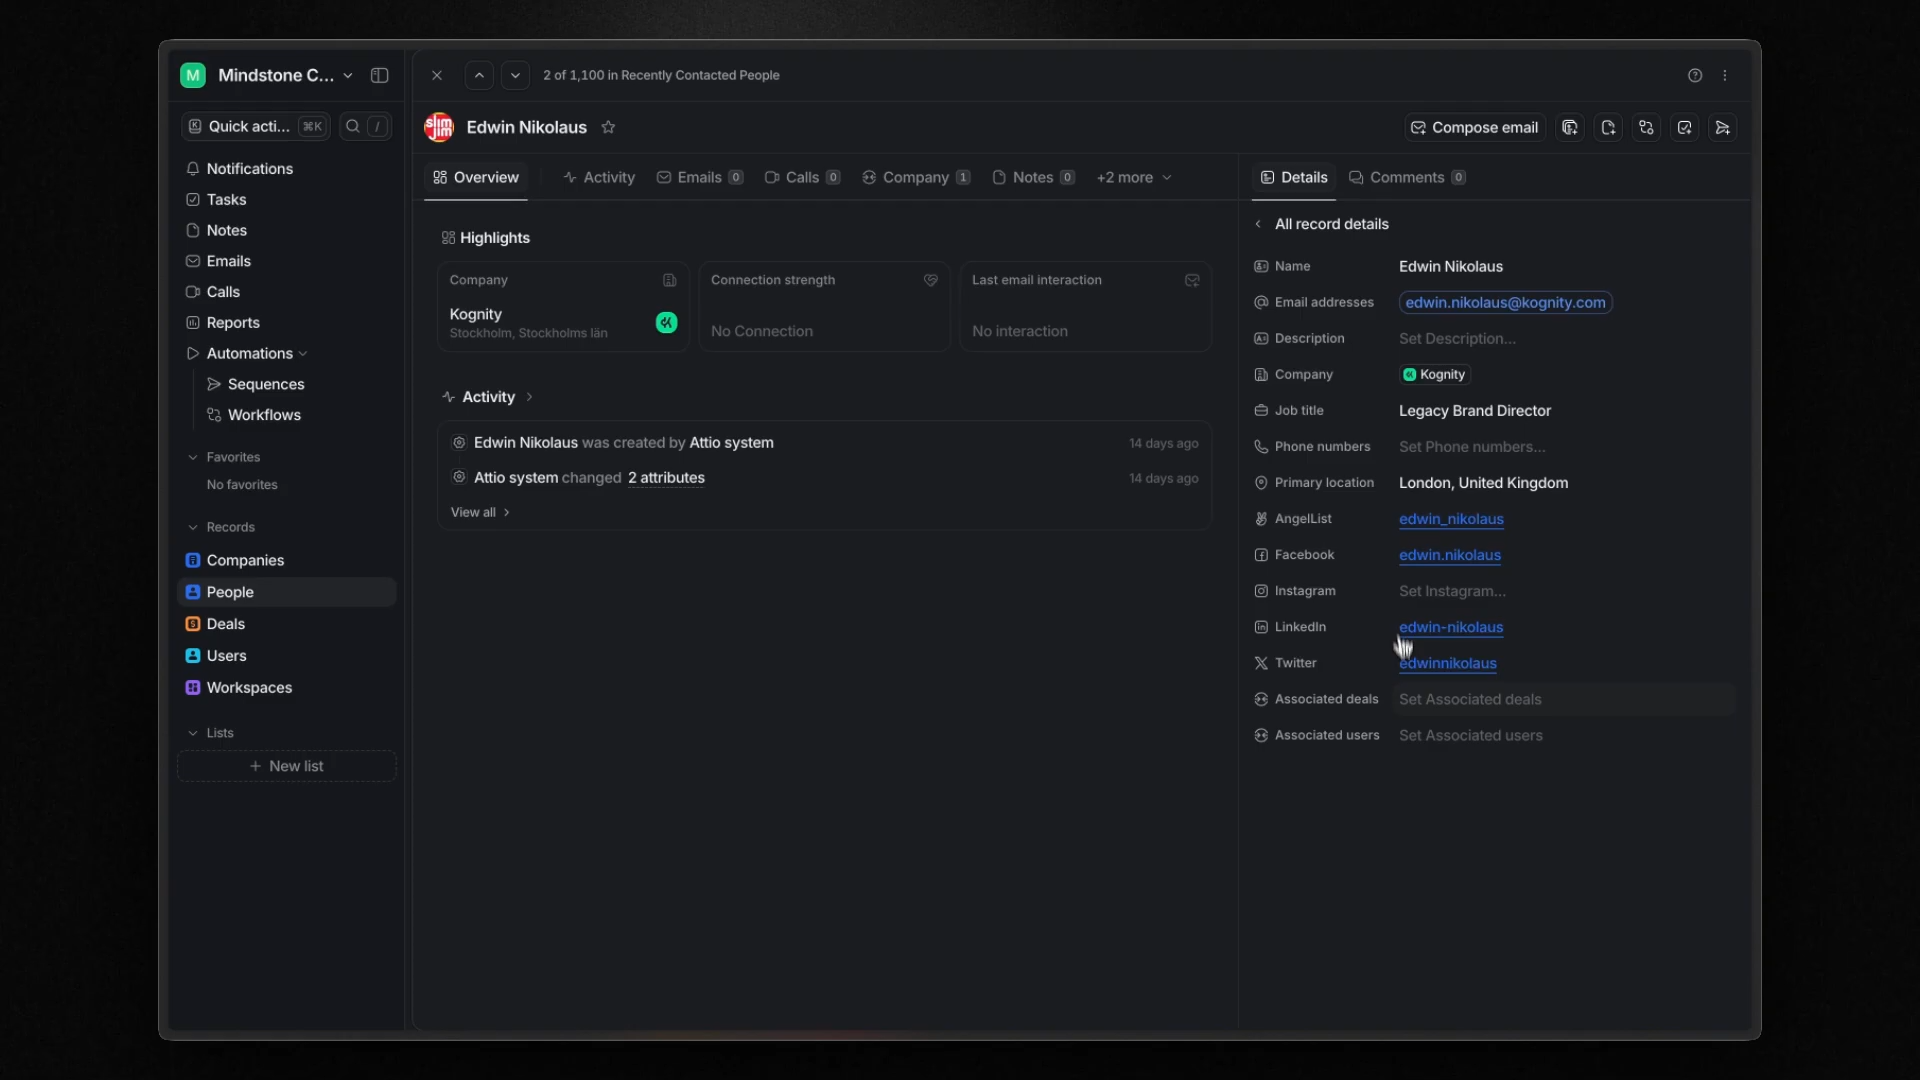 M Mindstone C...
Quick acti... ⌘K /
Notifications
Tasks
Notes
Emails
Calls
Reports
Automations
Sequences
Workflows
Favorites
No favorites
Records
Companies
People
Deals
Users
Workspaces
Lists
+ New list
2 of 1,100 in Recently Contacted People
slim jim Edwin Nikolaus
Compose email
Overview Activity Emails 0 Calls 0 Company 1 Notes 0 +2 more
Highlights
Company
Kognity
Stockholm, Stockholms län
Connection strength
No Connection
Last email interaction
No interaction
Activity
Edwin Nikolaus was created by Attio system 14 days ago
Attio system changed 2 attributes 14 days ago
View all
Details Comments 0
All record details
Name Edwin Nikolaus
Email addresses edwin.nikolaus@kognity.com
Description Set Description...
Company Kognity
Job title Legacy Brand Director
Phone numbers Set Phone numbers...
Primary location London, United Kingdom
AngelList edwin_nikolaus
Facebook edwin.nikolaus
Instagram Set Instagram...
LinkedIn edwin-nikolaus
Twitter edwinnikolaus
Associated deals Set Associated deals
Associated users Set Associated users